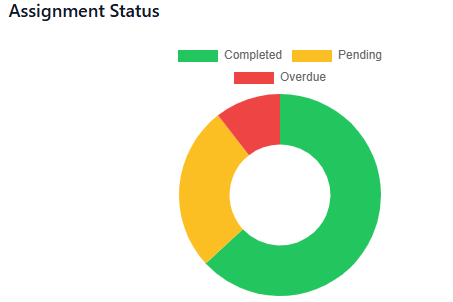 Assignment Status
Completed Pending
Overdue